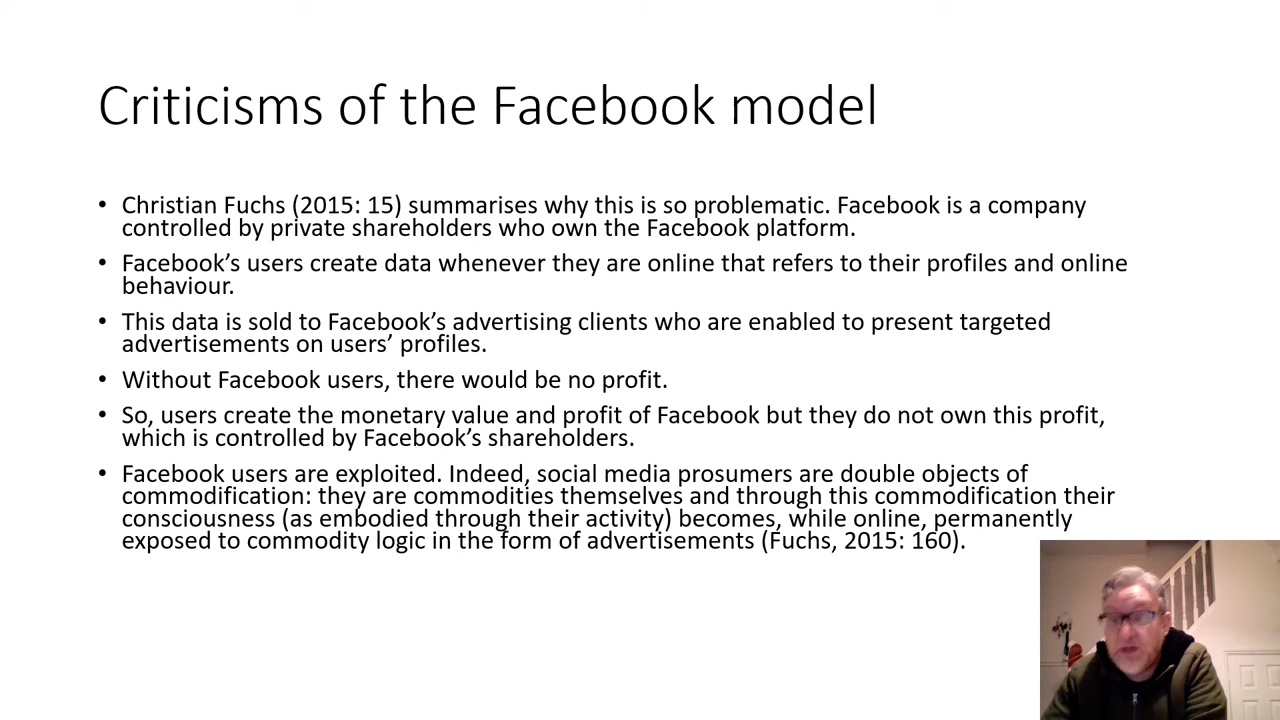 Criticisms of the Facebook model
• Christian Fuchs (2015: 15) summarises why this is so problematic. Facebook is a company
controlled by private shareholders who own the Facebook platform.
• Facebook’s users create data whenever they are online that refers to their profiles and online
behaviour.
• This data is sold to Facebook’s advertising clients who are enabled to present targeted
advertisements on users’ profiles.
• Without Facebook users, there would be no profit.
• So, users create the monetary value and profit of Facebook but they do not own this profit,
which is controlled by Facebook’s shareholders.
• Facebook users are exploited. Indeed, social media prosumers are double objects of
commodification: they are commodities themselves and through this commodification their
consciousness (as embodied through their activity) becomes, while online, permanently
exposed to commodity logic in the form of advertisements (Fuchs, 2015: 160).